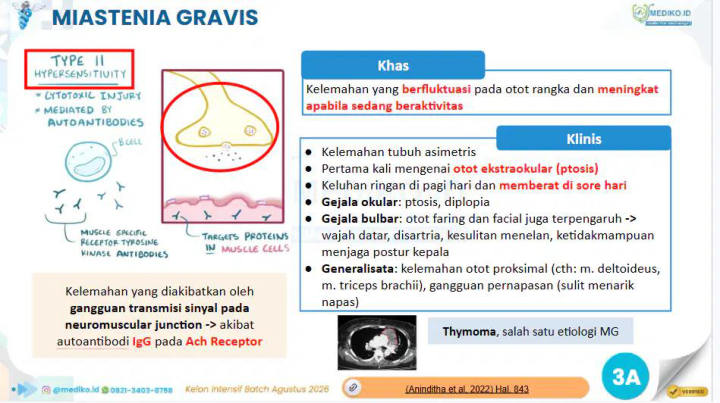 MIASTENIA GRAVIS
MEDIKO.ID
TYPE II
HYPERSENSITIVITY
* CYTOTOXIC INJURY
* MEDIATED BY
AUTOANTIBODIES
B CELL
MUSCLE SPECIFIC
RECEPTOR TYROSINE
KINASE ANTIBODIES
TARGETS PROTEINS
IN MUSCLE CELLS
Kelemahan yang diakibatkan oleh
gangguan transmisi sinyal pada
neuromuscular junction -> akibat
autoantibodi IgG pada Ach Receptor
Khas
Kelemahan yang berfluktuasi pada otot rangka dan meningkat
apabila sedang beraktivitas
Klinis
• Kelemahan tubuh asimetris
• Pertama kali mengenai otot ekstraokular (ptosis)
• Keluhan ringan di pagi hari dan memberat di sore hari
• Gejala okular: ptosis, diplopia
• Gejala bulbar: otot faring dan facial juga terpengaruh ->
wajah datar, disartria, kesulitan menelan, ketidakmampuan
menjaga postur kepala
• Generalisata: kelemahan otot proksimal (cth: m. deltoideus,
m. triceps brachii), gangguan pernapasan (sulit menarik
napas)
Thymoma, salah satu etiologi MG
3A
@mediko.id 0821-3403-8768 Kelan Intensif Batch Agustus 2026
(Aninditha et al, 2022) Hal. 843
VERIFIED